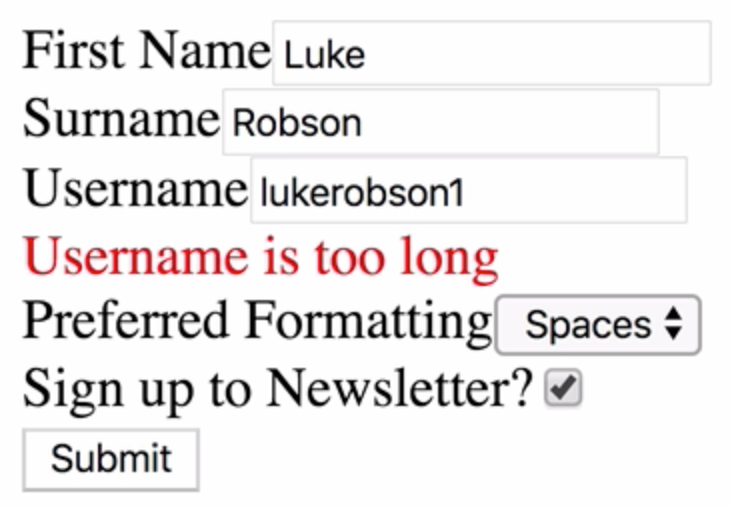 First Name Luke
Surname Robson
Username lukerobson1
Username is too long
Preferred Formatting Spaces
Sign up to Newsletter?
Submit